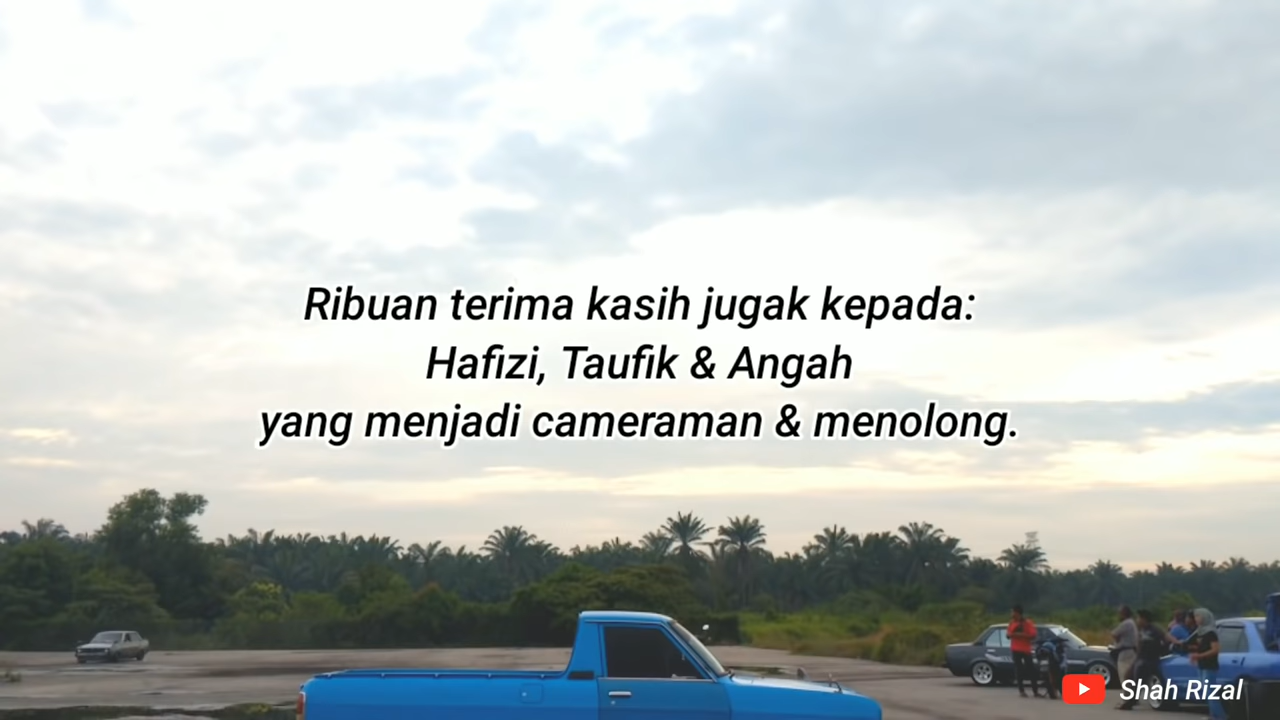 Ribuan terima kasih jugak kepada:
Hafizi, Taufik & Angah
yang menjadi cameraman & menolong.
Shah Rizal